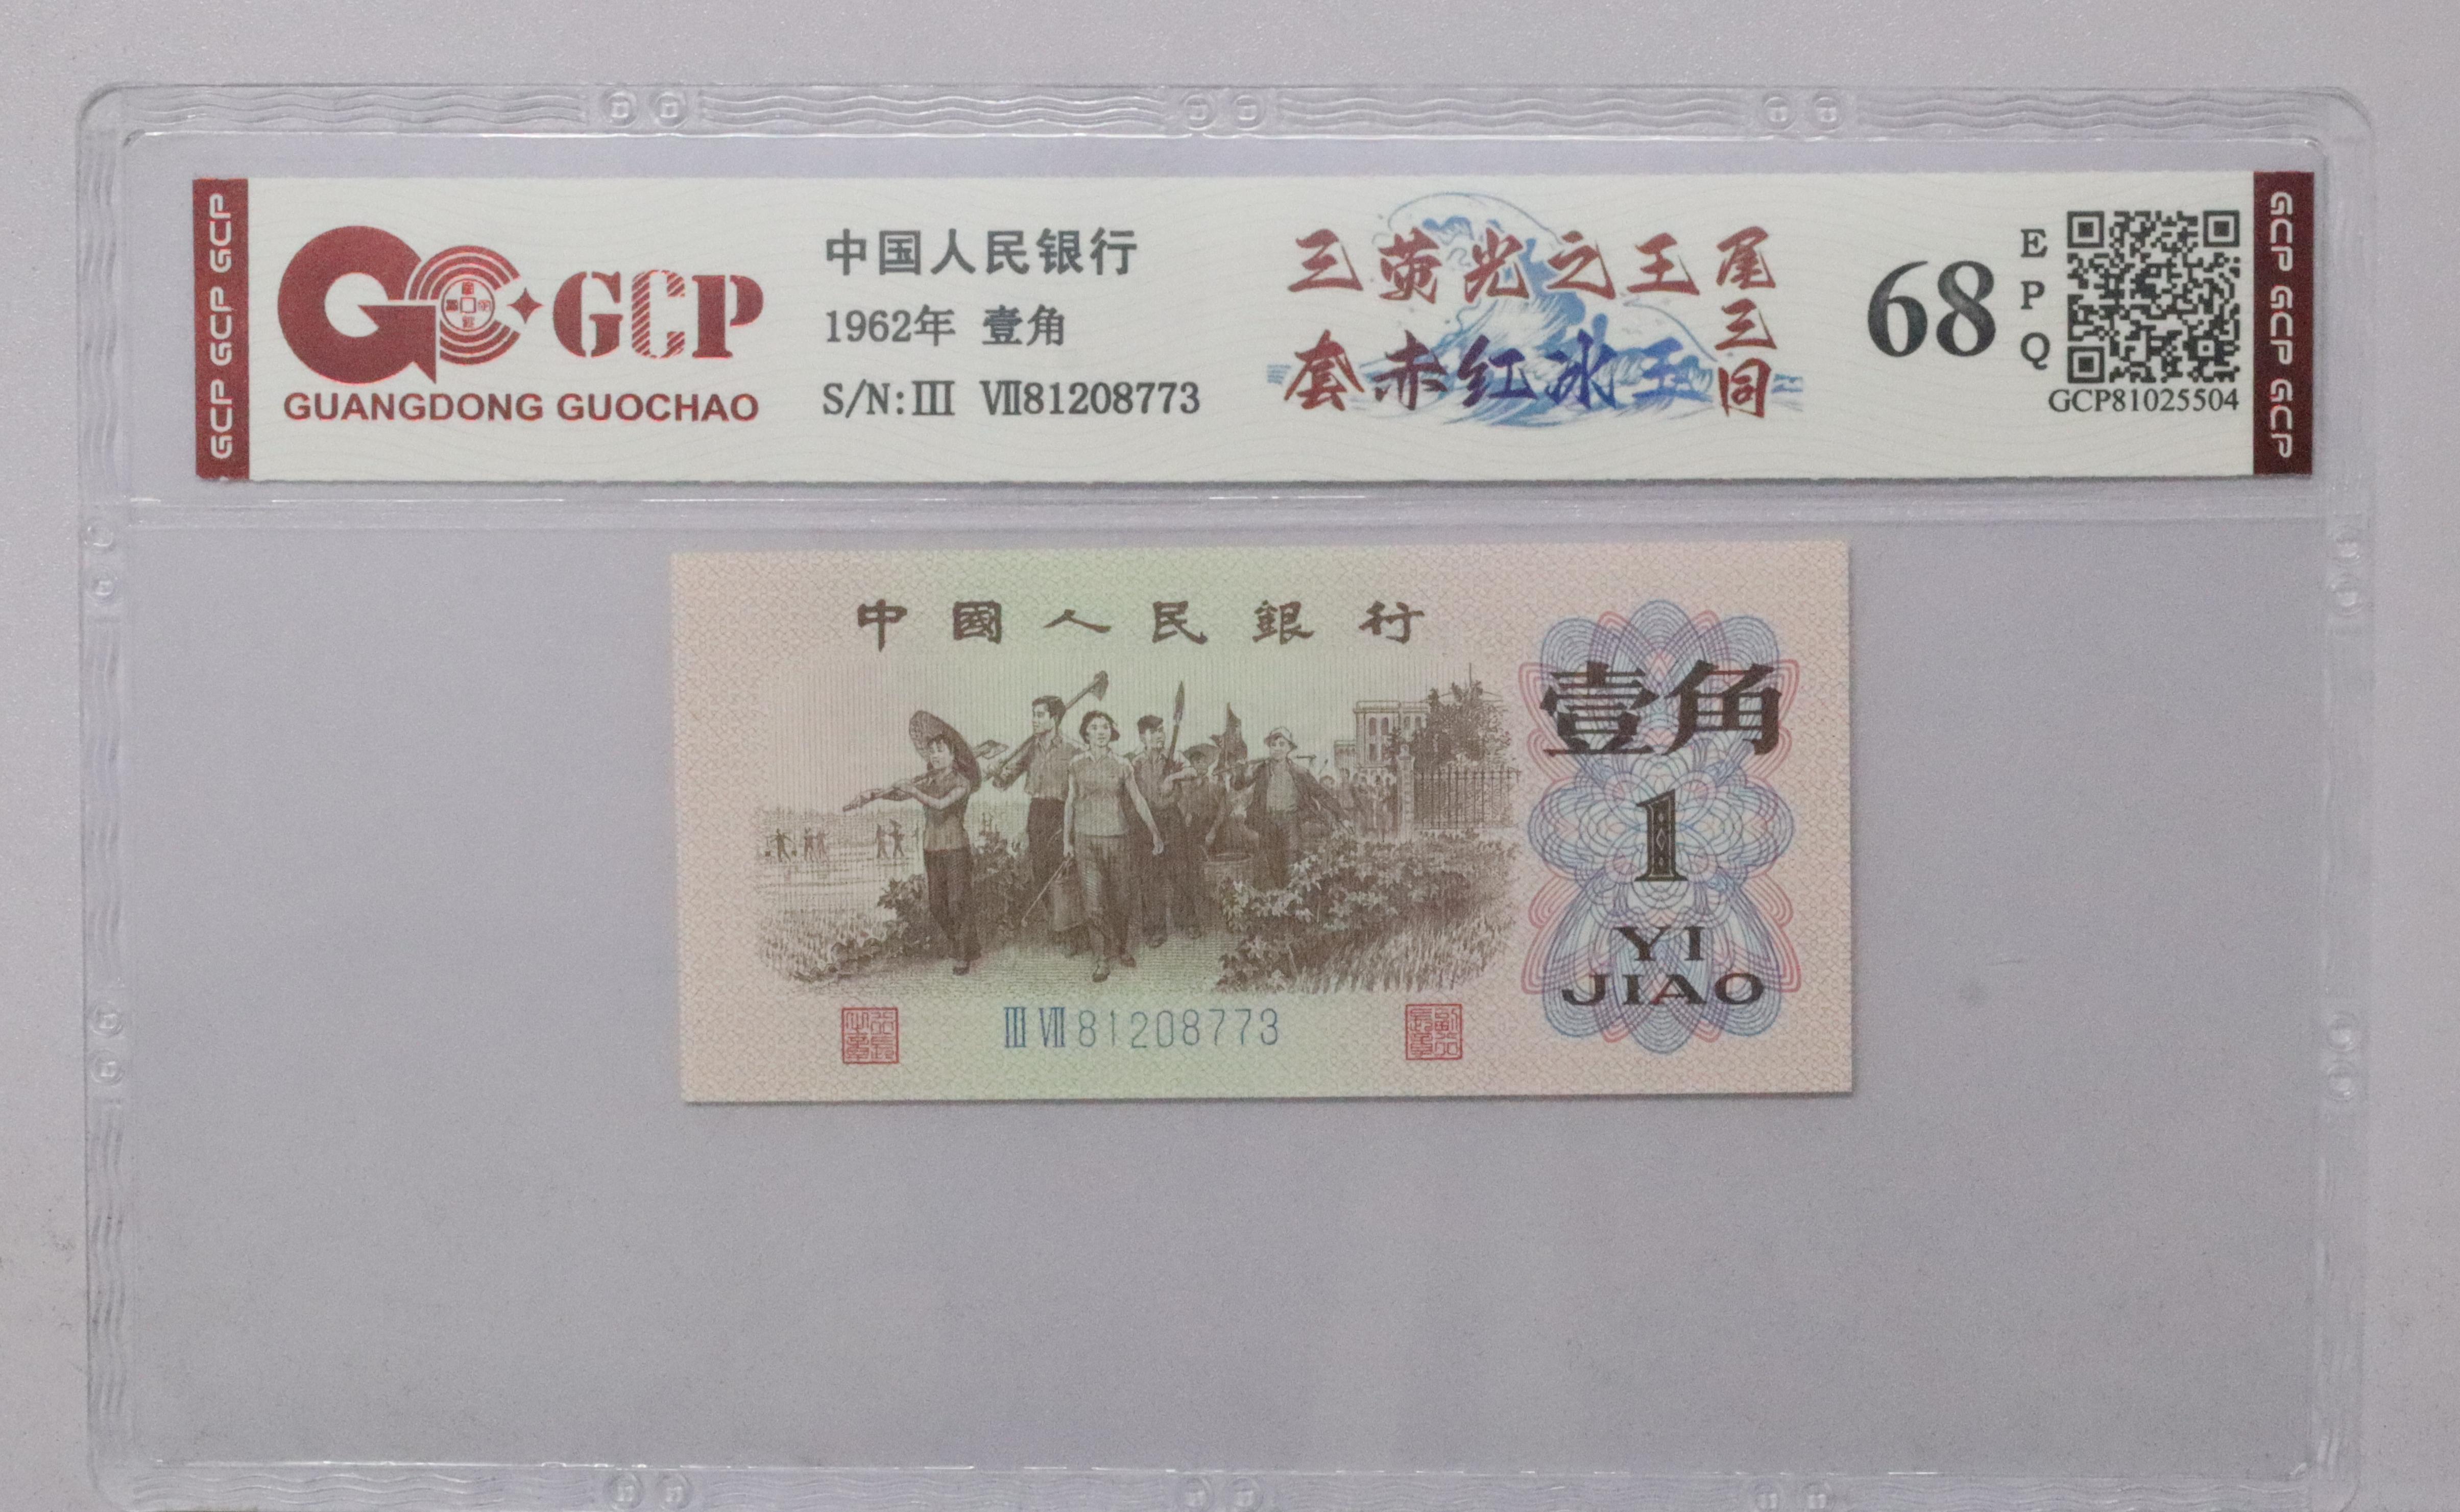 GCP GCP GCP
GCP
GUANGDONG GUOCHAO
中国人民银行
1962年 壹角
S/N:III VII81208773
三荧光之王
套赤红冰王
尾三同
68
EPQ
GCP81025504
GCP GCP GCP
中國人民銀行
壹角
1
YI
JIAO
III VII 81208773